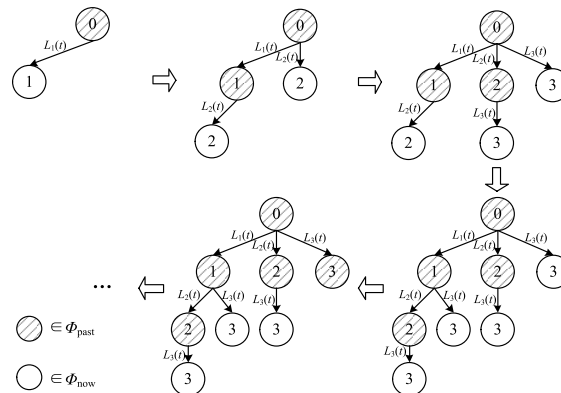 0
L₁(t)
1
0
L₁(t) L₂(t)
1 2
L₂(t)
2
0
L₁(t) L₂(t) L₃(t)
1 2 3
L₂(t) L₃(t)
2 3
0
L₁(t) L₂(t) L₃(t)
1 2 3
L₂(t) L₃(t) L₃(t)
2 3 3
L₃(t)
3
0
L₁(t) L₂(t) L₃(t)
1 2 3
L₂(t) L₃(t) L₃(t)
2 3 3
L₃(t)
3
...
∈ Φpast
∈ Φnow